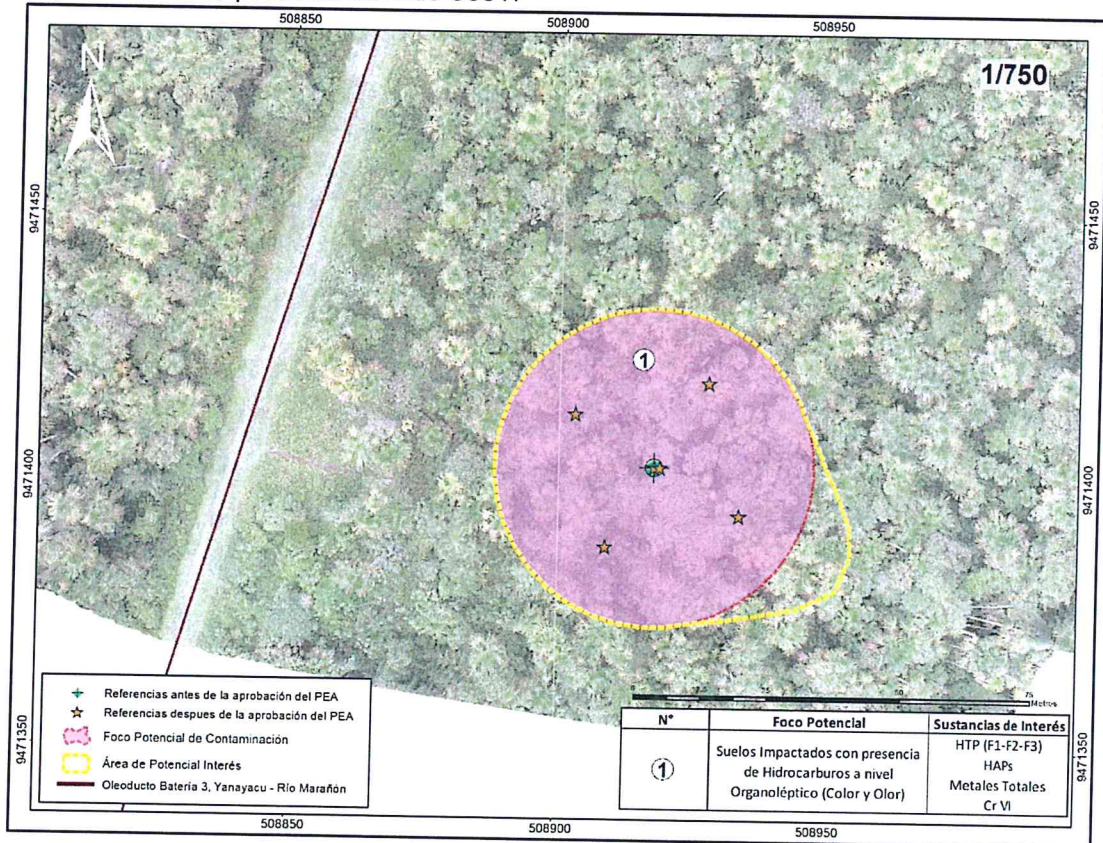 508850
508900
508950
N
1/750
9471450
9471450
1
9471400
9471400
9471350
9471350
Referencias antes de la aprobación del PEA
Referencias despues de la aprobación del PEA
Foco Potencial de Contaminación
Área de Potencial Interés
Oleoducto Batería 3, Yanayacu - Río Marañón
75
Metros
N° Foco Potencial Sustancias de Interés
1 Suelos Impactados con presencia de Hidrocarburos a nivel Organoléptico (Color y Olor)
HTP (F1-F2-F3)
HAPs
Metales Totales
Cr VI
508850
508900
508950